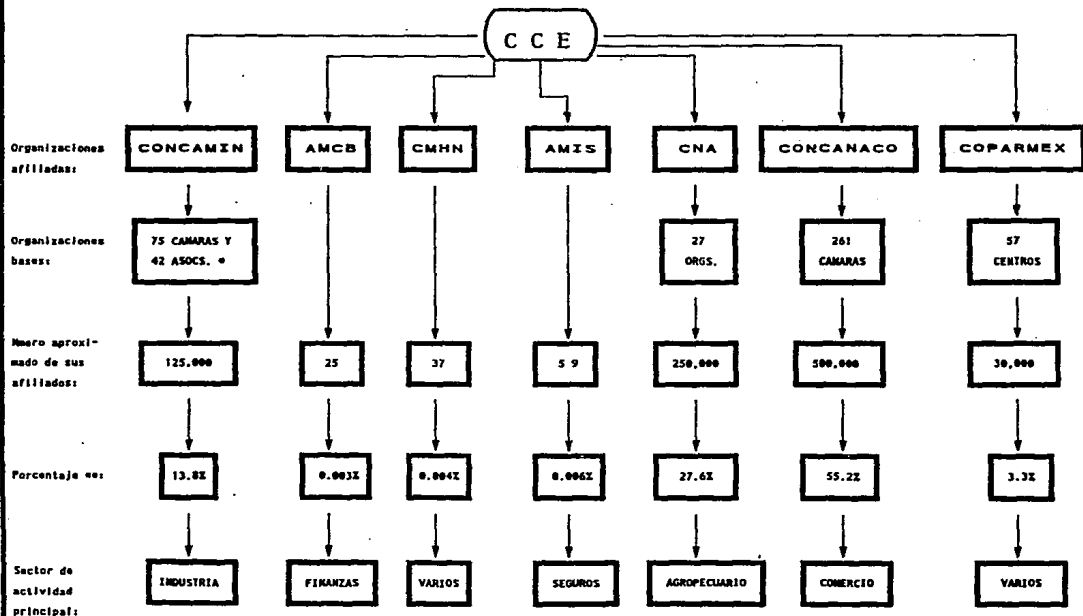 C C E
Organizaciones
afiliadas:
CONCAMIN
AMCB
CMHN
AMIS
CNA
CONCANACO
COPARMEX
Organizaciones
bases:
75 CAMARAS Y
42 ASOCS. *
27
ORGS.
261
CAMARAS
57
CENTROS
Nmero aproxi-
mado de sus
afiliados:
125,000
25
37
5 9
250,000
500,000
30,000
Porcentaje **:
13.8%
0.003%
0.004%
0.006%
27.6%
55.2%
3.3%
Sector de
actividad
principal:
INDUSTRIA
FINANZAS
VARIOS
SEGUROS
AGROPECUARIO
COMERCIO
VARIOS